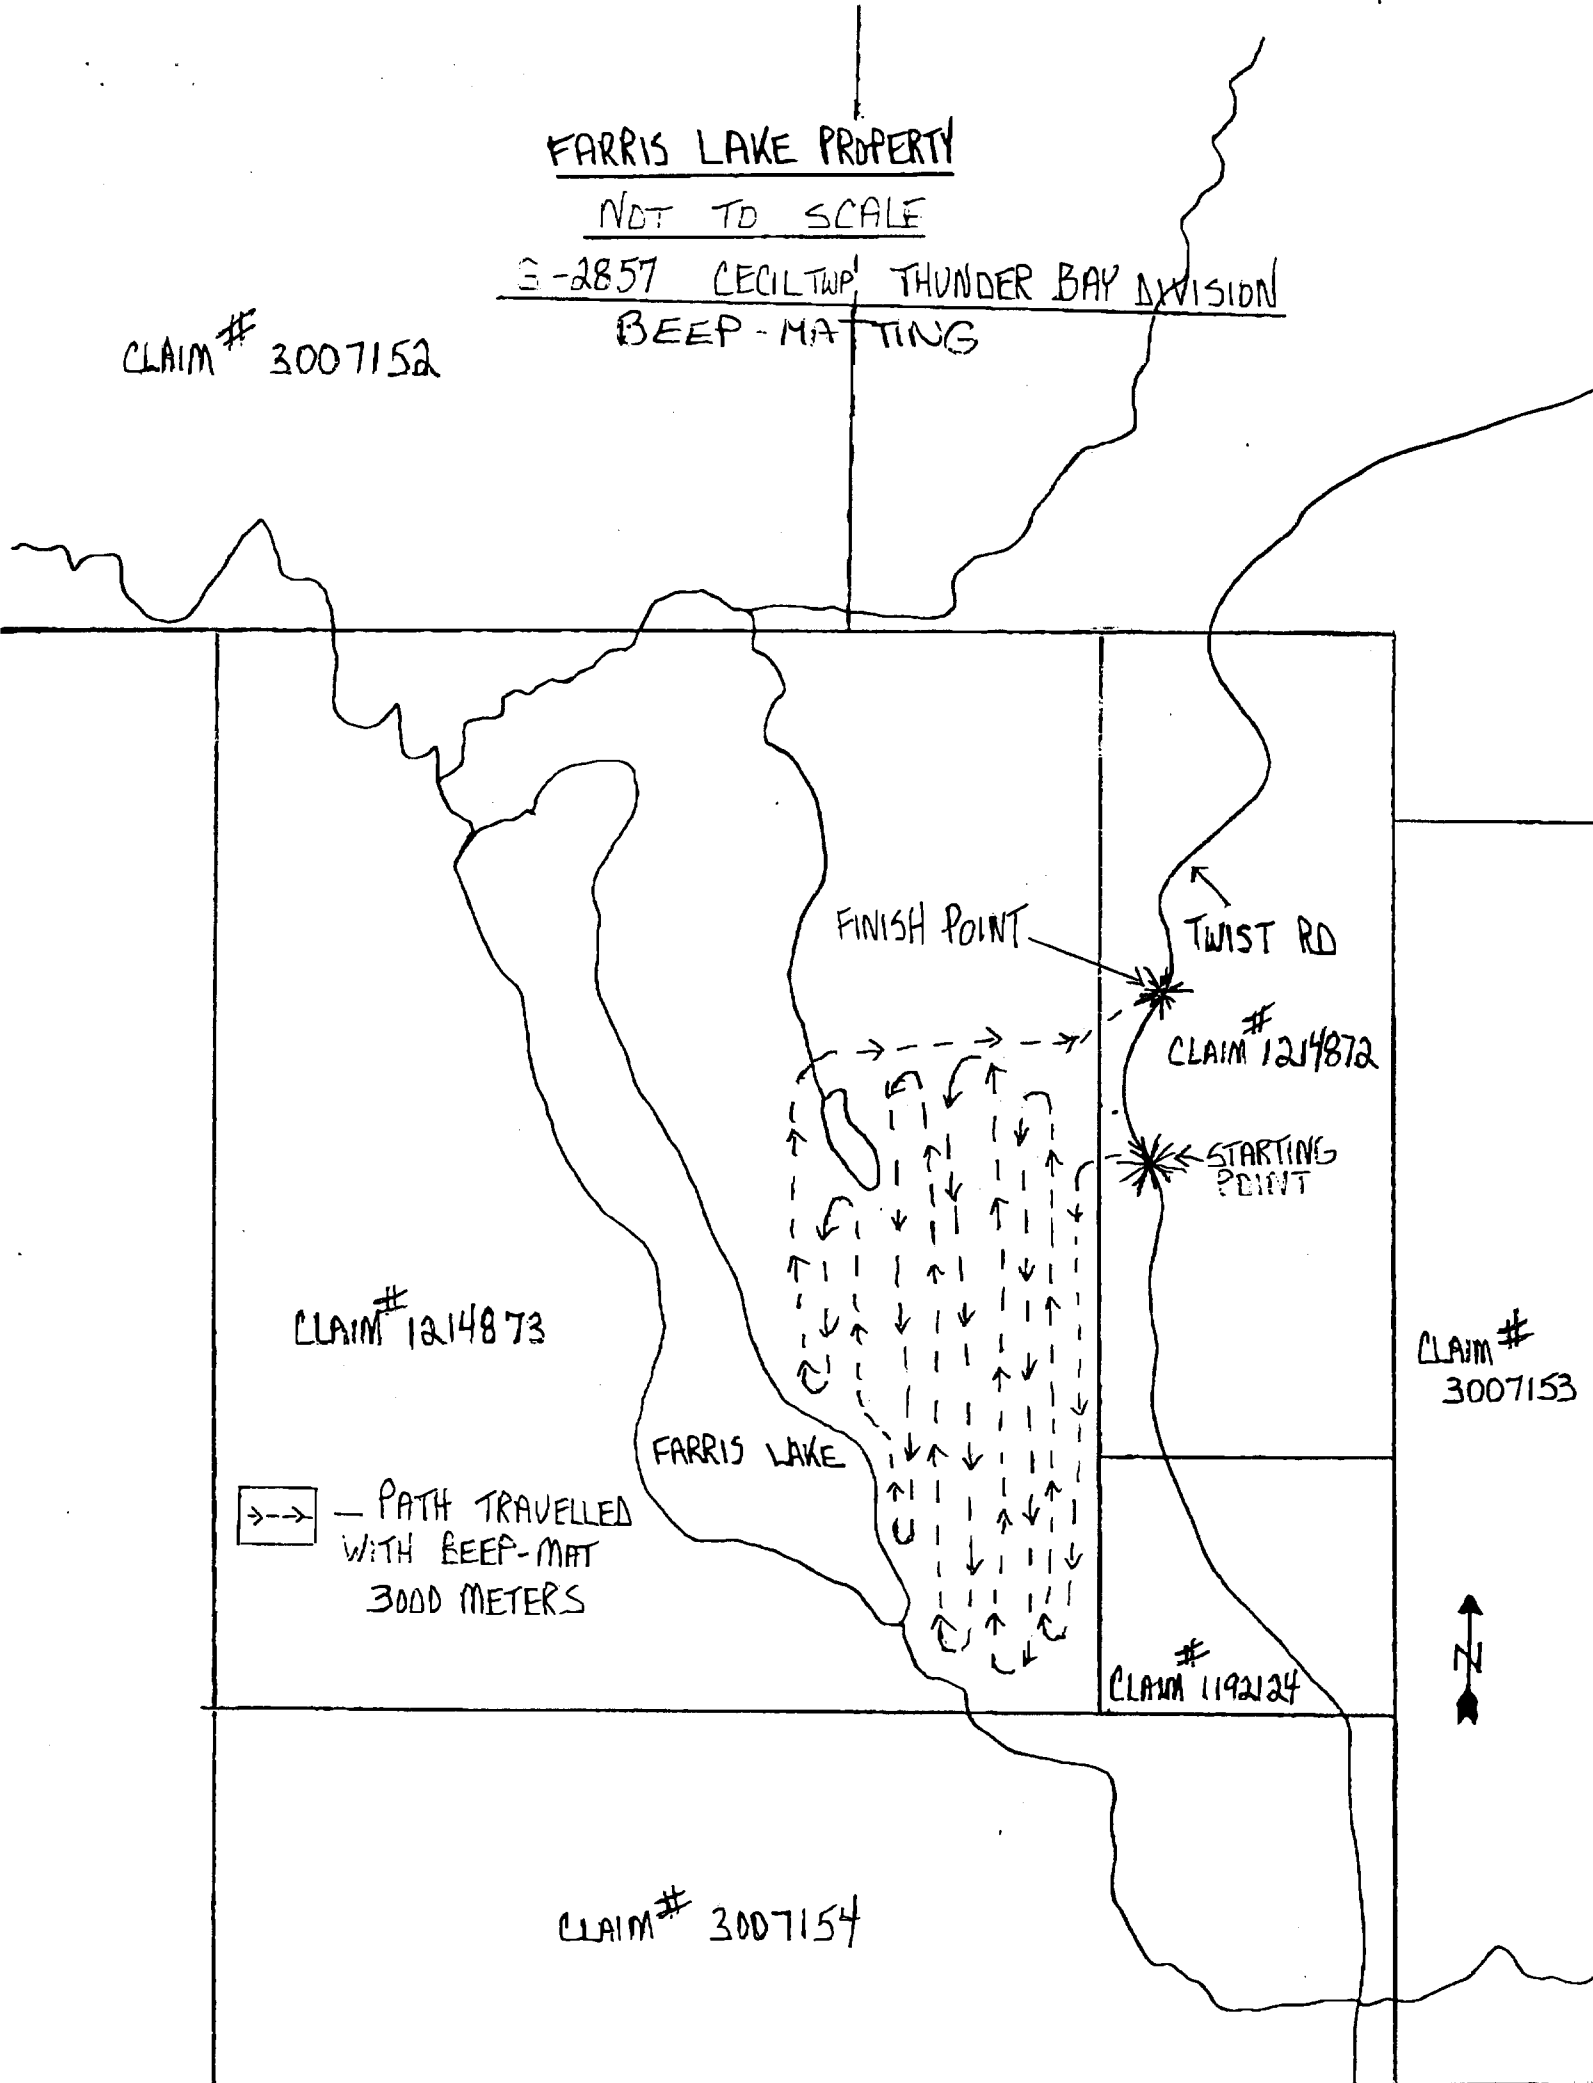 FARRIS LAKE PROPERTY
NOT TO SCALE
G-2857 CECIL TWP. THUNDER BAY DIVISION
BEEP-MATTING
CLAIM # 3007152
FINISH POINT
TWIST RD
CLAIM # 1214872
STARTING
POINT
CLAIM # 1214873
CLAIM #
3007153
FARRIS LAKE
— PATH TRAVELLED
WITH BEEP-MAT
3000 METERS
CLAIM # 1192124
N
CLAIM # 3007154